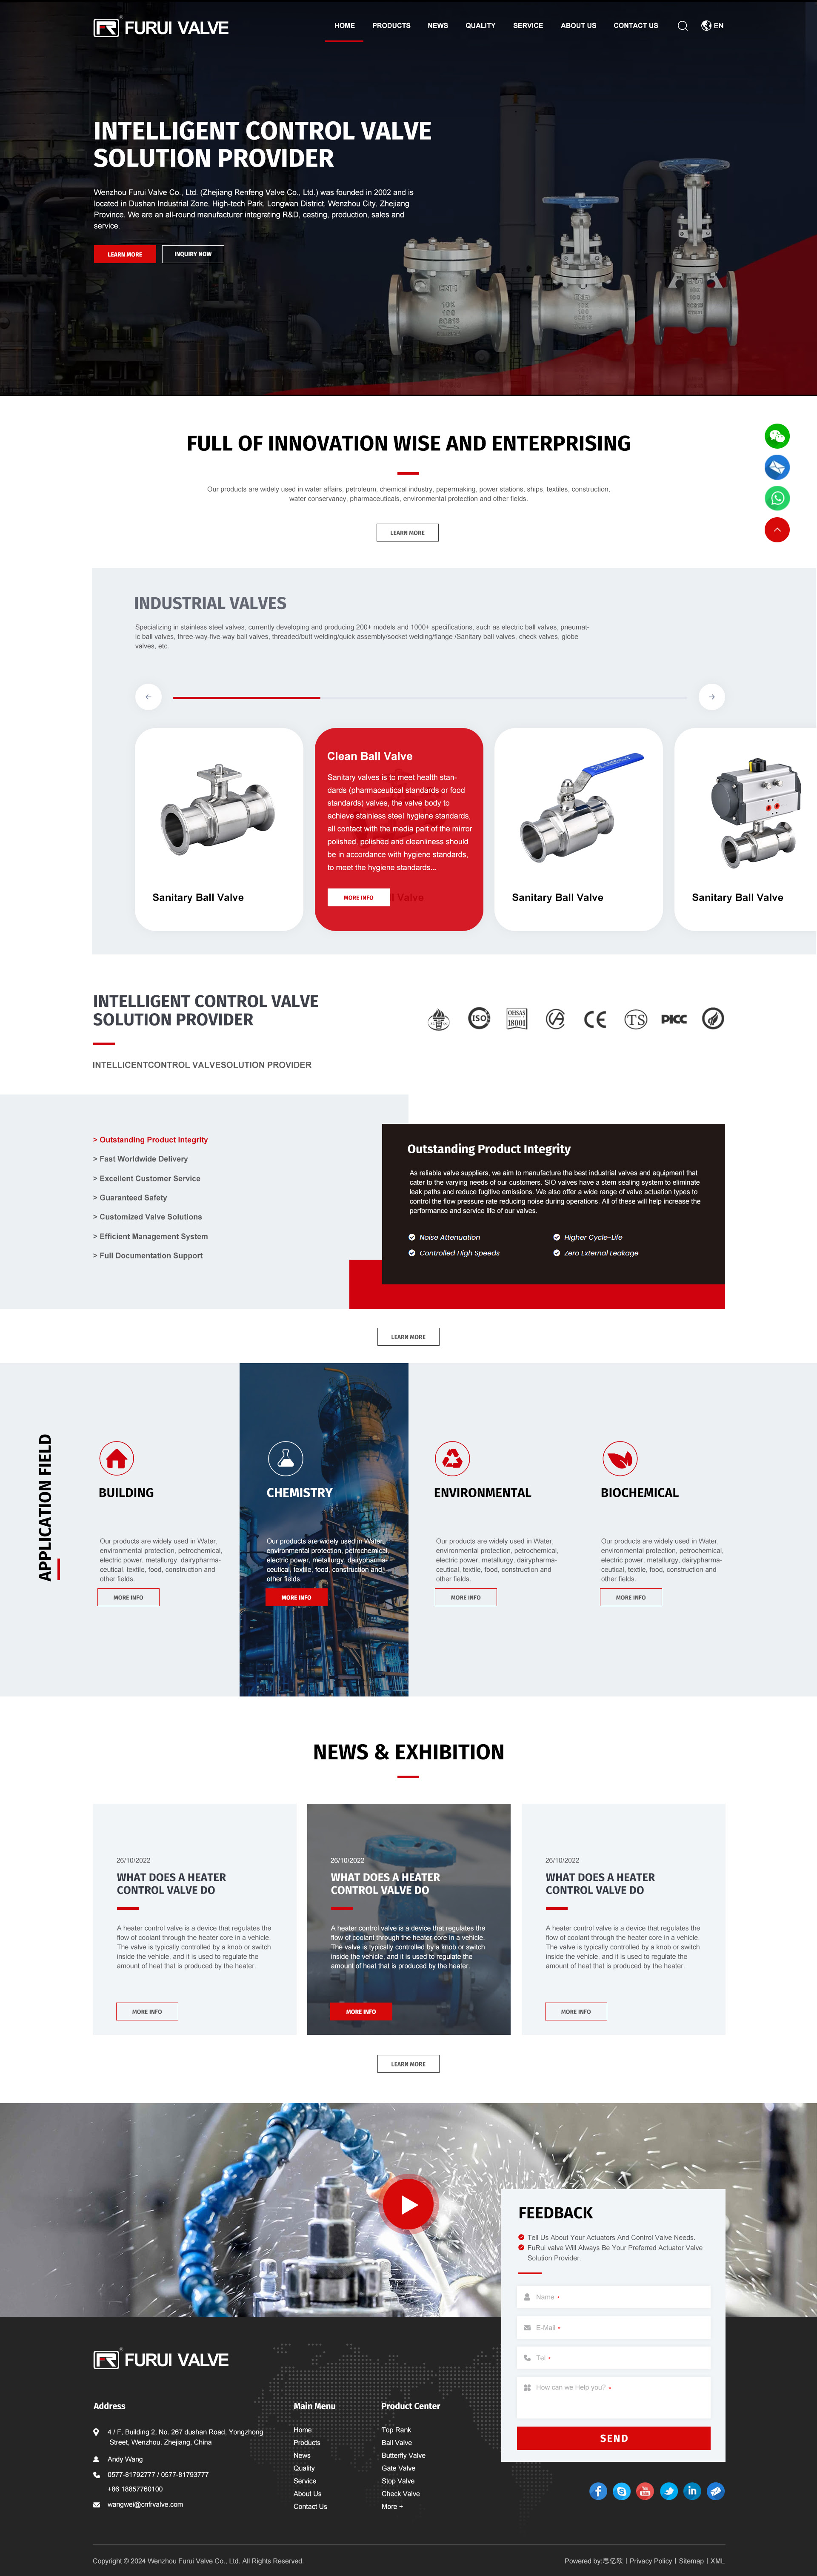 FR FURUI VALVE
HOME PRODUCTS NEWS QUALITY SERVICE ABOUT US CONTACT US EN
INTELLIGENT CONTROL VALVE
SOLUTION PROVIDER
Wenzhou Furui Valve Co., Ltd. (Zhejiang Renfeng Valve Co., Ltd.) was founded in 2002 and is
located in Dushan Industrial Zone, High-tech Park, Longwan District, Wenzhou City, Zhejiang
Province. We are an all-round manufacturer integrating R&D, casting, production, sales and
service.
LEARN MORE INQUIRY NOW
FULL OF INNOVATION WISE AND ENTERPRISING
Our products are widely used in water affairs, petroleum, chemical industry, papermaking, power stations, ships, textiles, construction,
water conservancy, pharmaceuticals, environmental protection and other fields.
LEARN MORE
INDUSTRIAL VALVES
Specializing in stainless steel valves, currently developing and producing 200+ models and 1000+ specifications, such as electric ball valves, pneumat-
ic ball valves, three-way-five-way ball valves, threaded/butt welding/quick assembly/socket welding/flange /Sanitary ball valves, check valves, globe
valves, etc.
Sanitary Ball Valve
Clean Ball Valve
Sanitary valves is to meet health stan-
dards (pharmaceutical standards or food
standards) valves, the valve body to
achieve stainless steel hygiene standards,
all contact with the media part of the mirror
polished, polished and cleanliness should
be in accordance with hygiene standards,
to meet the hygiene standards...
MORE INFO
Valve
Sanitary Ball Valve
Sanitary Ball Valve
INTELLIGENT CONTROL VALVE
SOLUTION PROVIDER
ISO OHSAS 18001 CE TS PICC
INTELLICENTCONTROL VALVESOLUTION PROVIDER
> Outstanding Product Integrity
> Fast Worldwide Delivery
> Excellent Customer Service
> Guaranteed Safety
> Customized Valve Solutions
> Efficient Management System
> Full Documentation Support
Outstanding Product Integrity
As reliable valve suppliers, we aim to manufacture the best industrial valves and equipment that
cater to the varying needs of our customers. SIO valves have a stem sealing system to eliminate
leak paths and reduce fugitive emissions. We also offer a wide range of valve actuation types to
control the flow pressure rate reducing noise during operations. All of these will help increase the
performance and service life of our valves.
Noise Attenuation Higher Cycle-Life
Controlled High Speeds Zero External Leakage
LEARN MORE
APPLICATION FIELD
BUILDING
Our products are widely used in Water,
environmental protection, petrochemical,
electric power, metallurgy, dairypharma-
ceutical, textile, food, construction and
other fields.
MORE INFO
CHEMISTRY
Our products are widely used in Water,
environmental protection, petrochemical,
electric power, metallurgy, dairypharma-
ceutical, textile, food, construction and
other fields.
MORE INFO
ENVIRONMENTAL
Our products are widely used in Water,
environmental protection, petrochemical,
electric power, metallurgy, dairypharma-
ceutical, textile, food, construction and
other fields.
MORE INFO
BIOCHEMICAL
Our products are widely used in Water,
environmental protection, petrochemical,
electric power, metallurgy, dairypharma-
ceutical, textile, food, construction and
other fields.
MORE INFO
NEWS & EXHIBITION
26/10/2022
WHAT DOES A HEATER
CONTROL VALVE DO
A heater control valve is a device that regulates the
flow of coolant through the heater core in a vehicle.
The valve is typically controlled by a knob or switch
inside the vehicle, and it is used to regulate the
amount of heat that is produced by the heater.
MORE INFO
26/10/2022
WHAT DOES A HEATER
CONTROL VALVE DO
A heater control valve is a device that regulates the
flow of coolant through the heater core in a vehicle.
The valve is typically controlled by a knob or switch
inside the vehicle, and it is used to regulate the
amount of heat that is produced by the heater.
MORE INFO
26/10/2022
WHAT DOES A HEATER
CONTROL VALVE DO
A heater control valve is a device that regulates the
flow of coolant through the heater core in a vehicle.
The valve is typically controlled by a knob or switch
inside the vehicle, and it is used to regulate the
amount of heat that is produced by the heater.
MORE INFO
LEARN MORE
FEEDBACK
Tell Us About Your Actuators And Control Valve Needs.
FuRui valve Will Always Be Your Preferred Actuator Valve
Solution Provider.
Name *
E-Mail *
Tel *
How can we Help you? *
SEND
FR FURUI VALVE
Address
4 / F, Building 2, No. 267 dushan Road, Yongzhong
Street, Wenzhou, Zhejiang, China
Andy Wang
0577-81792777 / 0577-81793777
+86 18857760100
wangwei@cnfrvalve.com
Main Menu
Home
Products
News
Quality
Service
About Us
Contact Us
Product Center
Top Rank
Ball Valve
Butterfly Valve
Gate Valve
Stop Valve
Check Valve
More +
Copyright © 2024 Wenzhou Furui Valve Co., Ltd. All Rights Reserved.
Powered by:思亿欧 | Privacy Policy | Sitemap | XML